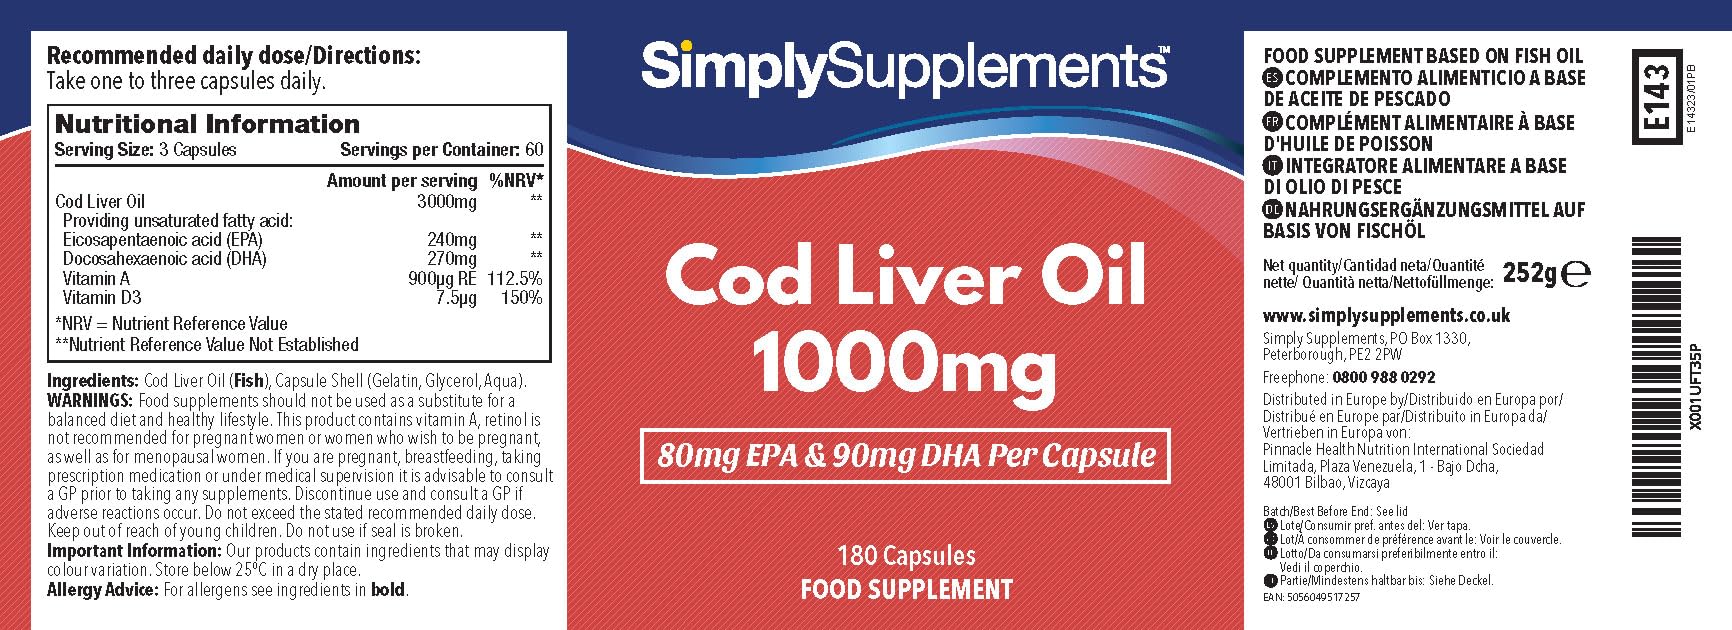 Recommended daily dose/Directions:
Take one to three capsules daily.
Nutritional Information
Serving Size: 3 Capsules Servings per Container: 60
Amount per serving %NRV*
Cod Liver Oil 3000mg **
Providing unsaturated fatty acid:
Eicosapentaenoic acid (EPA) 240mg **
Docosahexaenoic acid (DHA) 270mg **
Vitamin A 900µg RE 112.5%
Vitamin D3 7.5µg 150%
*NRV = Nutrient Reference Value
**Nutrient Reference Value Not Established
Ingredients: Cod Liver Oil (Fish), Capsule Shell (Gelatin, Glycerol, Aqua).
WARNINGS: Food supplements should not be used as a substitute for a
balanced diet and healthy lifestyle. This product contains vitamin A, retinol is
not recommended for pregnant women or women who wish to be pregnant,
as well as for menopausal women. If you are pregnant, breastfeeding, taking
prescription medication or under medical supervision it is advisable to consult
a GP prior to taking any supplements. Discontinue use and consult a GP if
adverse reactions occur. Do not exceed the stated recommended daily dose.
Keep out of reach of young children. Do not use if seal is broken.
Important Information: Our products contain ingredients that may display
colour variation. Store below 25ºC in a dry place.
Allergy Advice: For allergens see ingredients in bold.
SimplySupplements™
Cod Liver Oil
1000mg
80mg EPA & 90mg DHA Per Capsule
180 Capsules
FOOD SUPPLEMENT
FOOD SUPPLEMENT BASED ON FISH OIL
ES COMPLEMENTO ALIMENTICIO A BASE
DE ACEITE DE PESCADO
FR COMPLÉMENT ALIMENTAIRE À BASE
D'HUILE DE POISSON
IT INTEGRATORE ALIMENTARE A BASE
DI OLIO DI PESCE
DE NAHRUNGSERGÄNZUNGSMITTEL AUF
BASIS VON FISCHÖL
Net quantity/Cantidad neta/Quantité
nette/ Quantità netta/Nettofüllmenge: 252g ℮
www.simplysupplements.co.uk
Simply Supplements, PO Box 1330,
Peterborough, PE2 2PW
Freephone: 0800 988 0292
Distributed in Europe by/Distribuido en Europa por/
Distribué en Europe par/Distribuito in Europa da/
Vertrieben in Europa von:
Pinnacle Health Nutrition International Sociedad
Limitada, Plaza Venezuela, 1 - Bajo Dcha,
48001 Bilbao, Vizcaya
Batch/Best Before End: See lid
Lote/Consumir pref. antes del: Ver tapa.
Lot/À consommer de préférence avant le: Voir le couvercle.
Lotto/Da consumarsi preferibilmente entro il:
Vedi il coperchio.
Partie/Mindestens haltbar bis: Siehe Deckel.
EAN: 5056049517257
E143
E14323/01PB
X001UFT35P